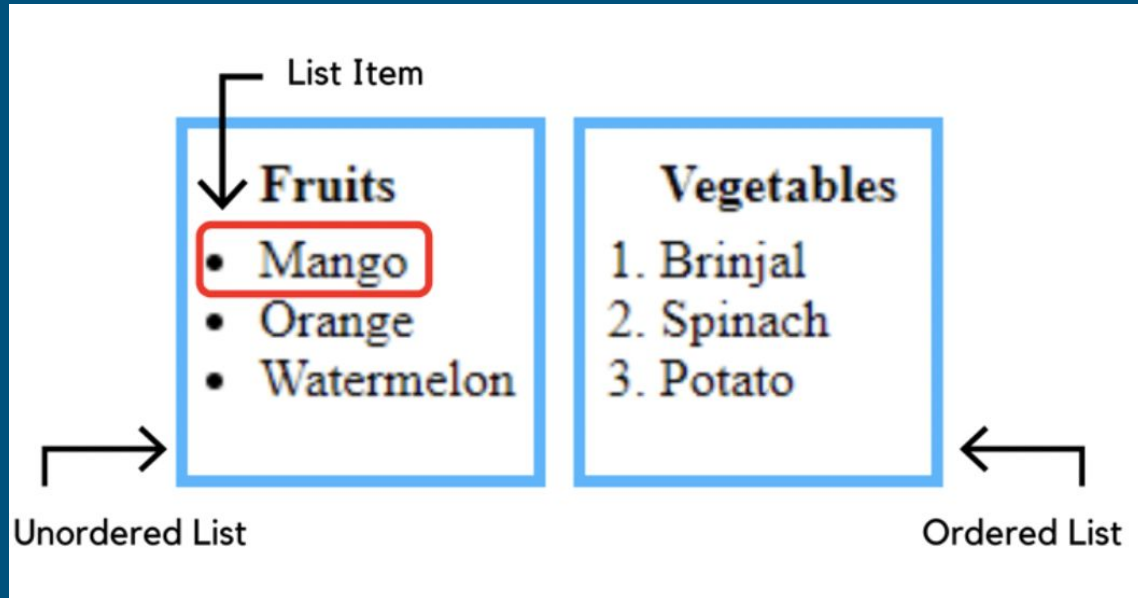 List Item
Fruits
• Mango
• Orange
• Watermelon
Vegetables
1. Brinjal
2. Spinach
3. Potato
Unordered List
Ordered List